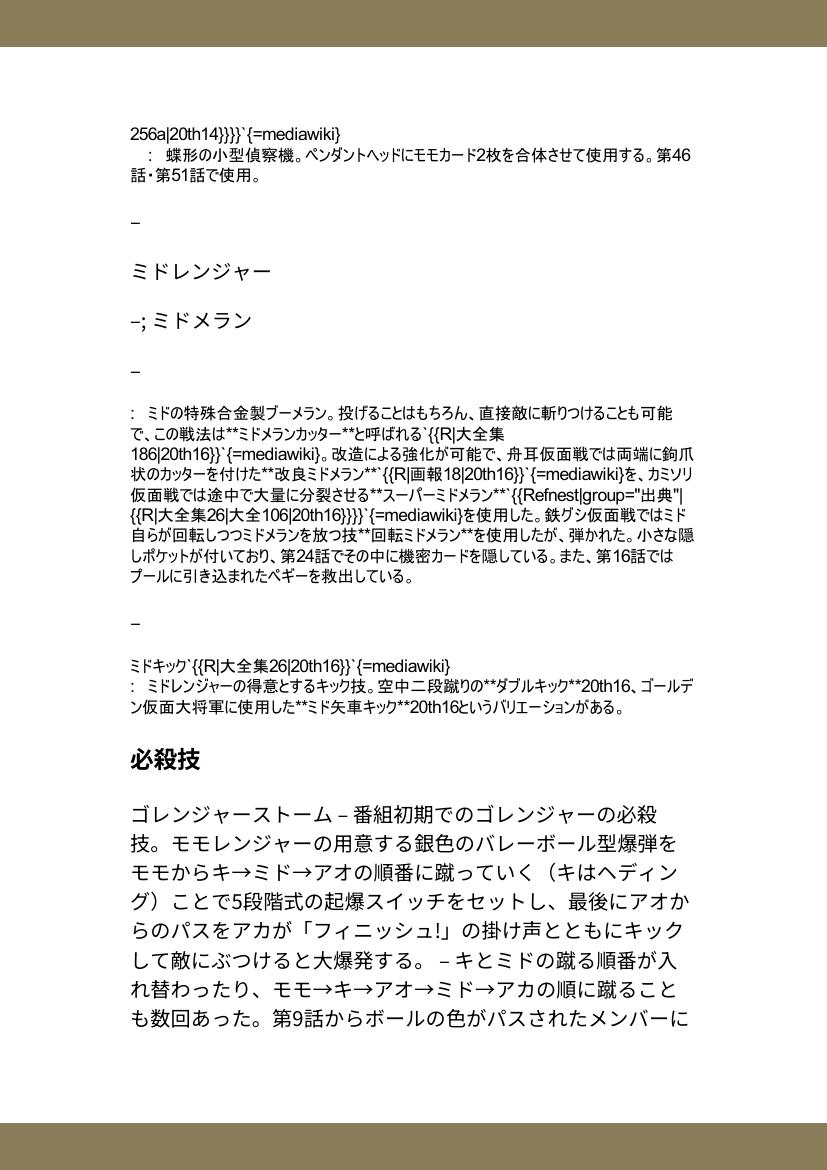 256a|20th14}}}}`{=mediawiki}
: 蝶形の小型偵察機。ペンダントヘッドにモモカード2枚を合体させて使用する。第46
話・第51話で使用。
–
ミドレンジャー
–; ミドメラン
–
: ミドの特殊合金製ブーメラン。投げることはもちろん、直接敵に斬りつけることも可能
で、この戦法は**ミドメランカッター**と呼ばれる`{{R|大全集
186|20th16}}`{=mediawiki}。改造による強化が可能で、舟耳仮面戦では両端に鉤爪
状のカッターを付けた**改良ミドメラン**`{{R|画報18|20th16}}`{=mediawiki}を、カミソリ
仮面戦では途中で大量に分裂させる**スーパーミドメラン**`{{Refnest|group="出典"|
{{R|大全集26|大全106|20th16}}}}`{=mediawiki}を使用した。鉄グシ仮面戦ではミド
自らが回転しつつミドメランを放つ技**回転ミドメラン**を使用したが、弾かれた。小さな隠
しポケットが付いており、第24話でその中に機密カードを隠している。また、第16話では
プールに引き込まれたペギーを救出している。
–
ミドキック`{{R|大全集26|20th16}}`{=mediawiki}
: ミドレンジャーの得意とするキック技。空中二段蹴りの**ダブルキック**20th16、ゴールデ
ン仮面大将軍に使用した**ミド矢車キック**20th16というバリエーションがある。
必殺技
ゴレンジャーストーム – 番組初期でのゴレンジャーの必殺
技。モモレンジャーの用意する銀色のバレーボール型爆弾を
モモからキ→ミド→アオの順番に蹴っていく（キはヘディン
グ）ことで5段階式の起爆スイッチをセットし、最後にアオか
らのパスをアカが「フィニッシュ!」の掛け声とともにキック
して敵にぶつけると大爆発する。 – キとミドの蹴る順番が入
れ替わったり、モモ→キ→アオ→ミド→アカの順に蹴ること
も数回あった。第9話からボールの色がパスされたメンバーに